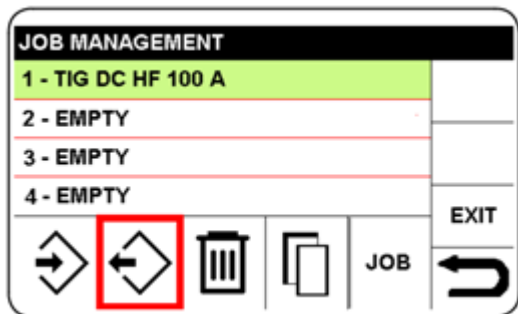 JOB MANAGEMENT
1 - TIG DC HF 100 A
2 - EMPTY
3 - EMPTY
4 - EMPTY
EXIT
JOB